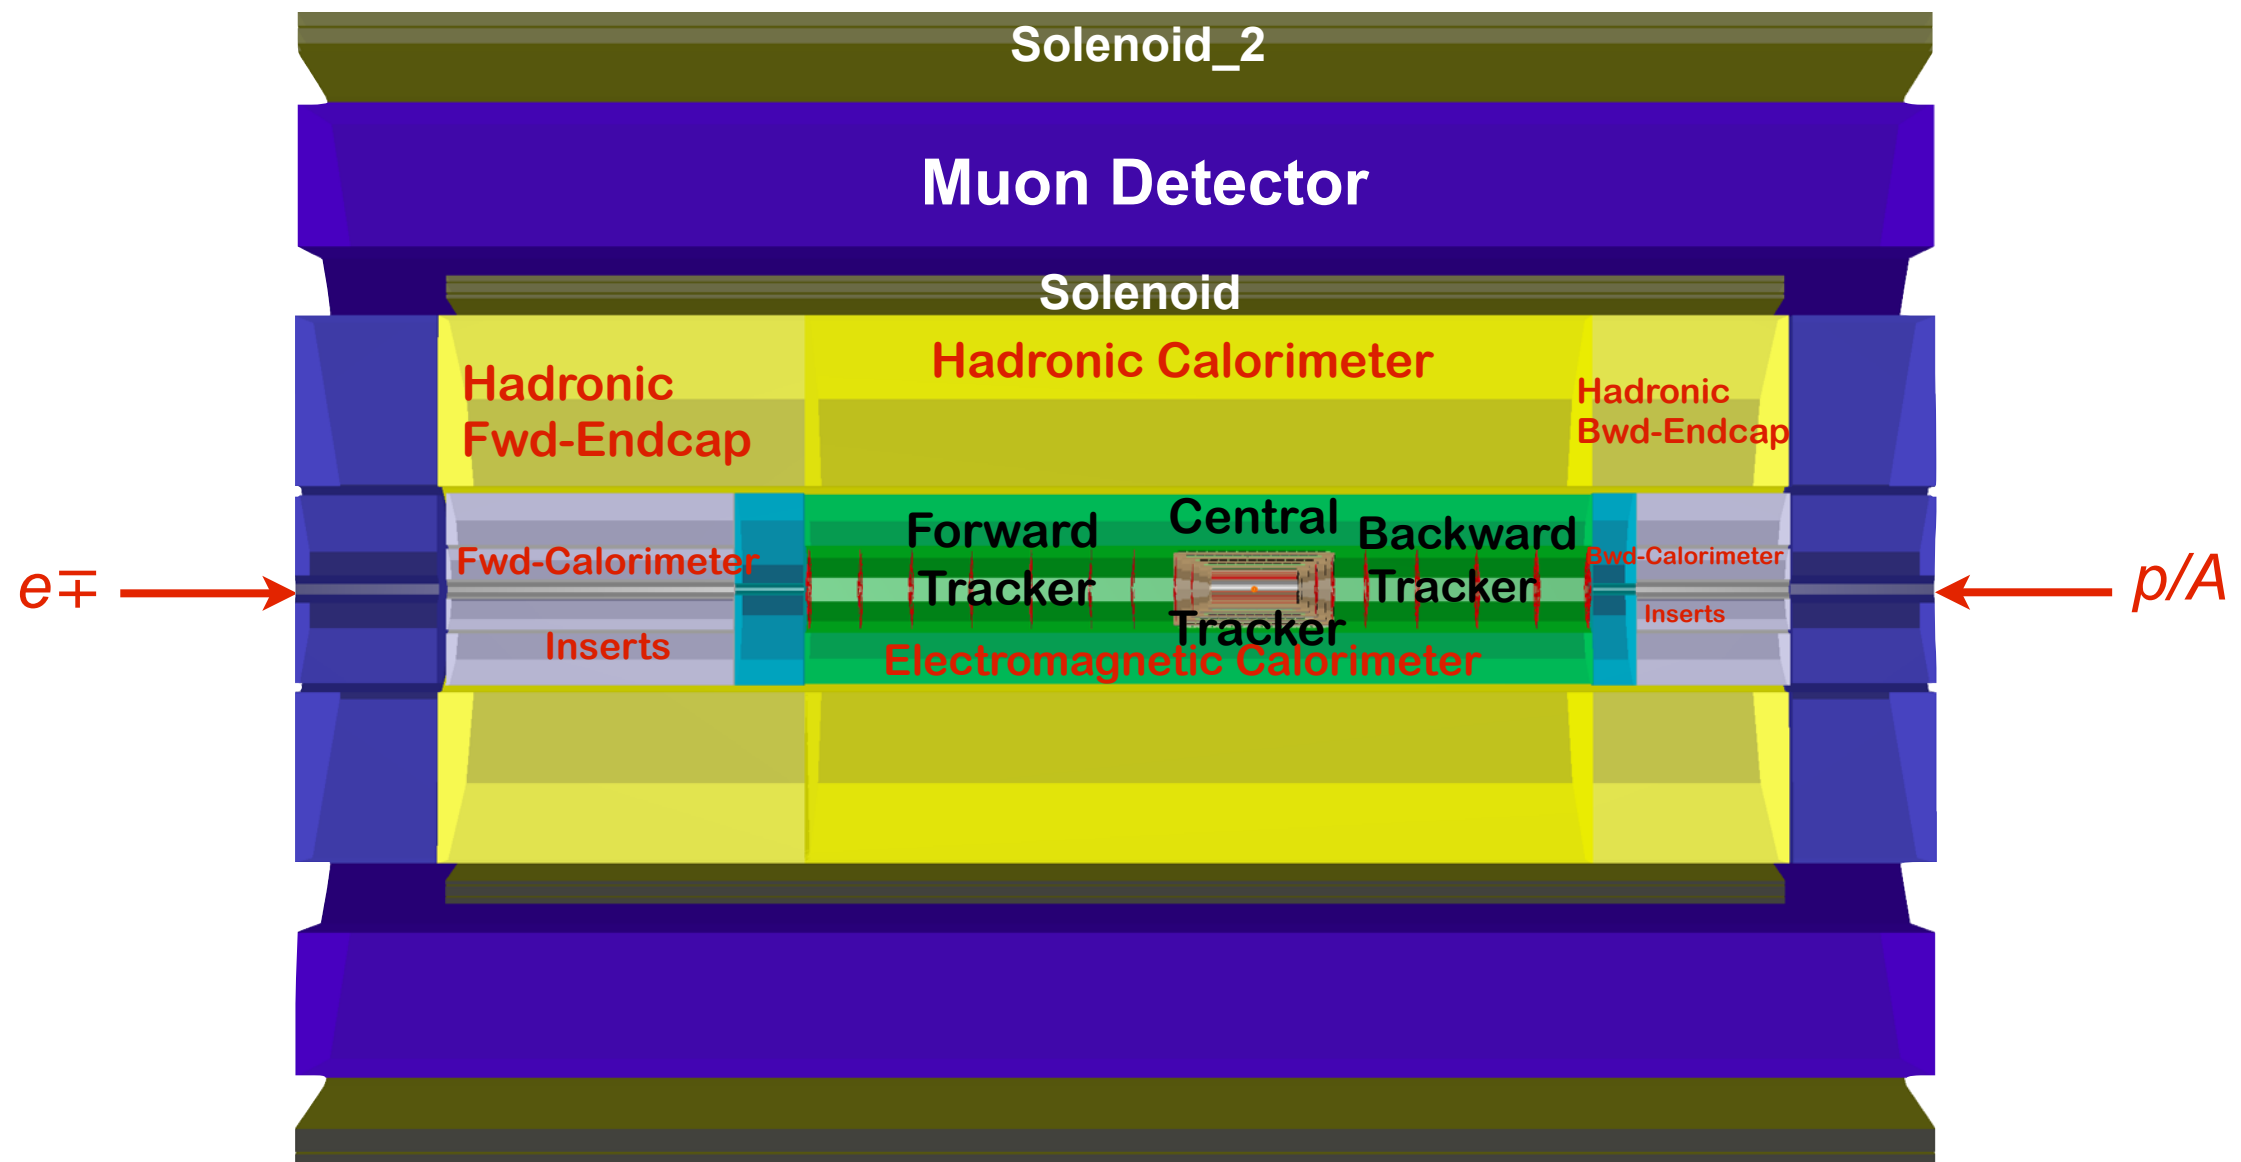 Solenoid_2
Muon Detector
Solenoid
Hadronic Calorimeter
Hadronic
Fwd-Endcap
Hadronic
Bwd-Endcap
Forward
Tracker
Central
Tracker
Backward
Tracker
Fwd-Calorimeter
Inserts
Bwd-Calorimeter
Inserts
Electromagnetic Calorimeter
e∓
p/A